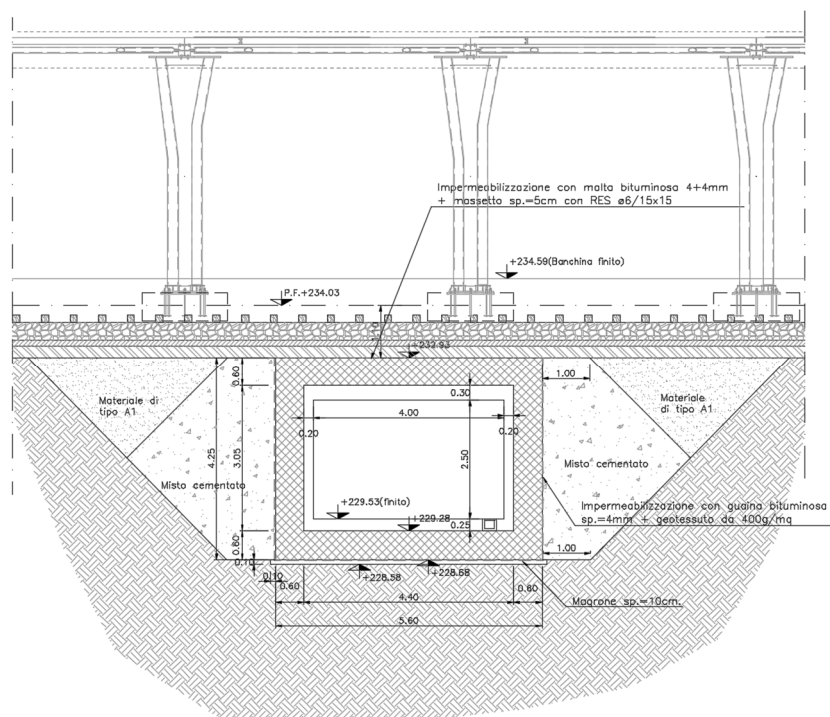 Impermeabilizzazione con malta bituminosa 4+4mm
+ massetto sp.=5cm con RES ø6/15x15
+234.59(Banchina finito)
P.F.+234.03
1.10
+232.93
1.00
0.60
0.30
Materiale di
tipo A1
Materiale
di tipo A1
4.00
0.20
0.20
4.25
3.05
2.50
Misto cementato
Misto cementato
+229.53(finito)
Impermeabilizzazione con guaina bituminosa
sp.=4mm + geotessuto da 400g/mq
+229.28
0.25
0.60
1.00
0.10
0.10
+228.58
+228.68
0.60
0.60
4.40
Magrone sp.=10cm.
5.60